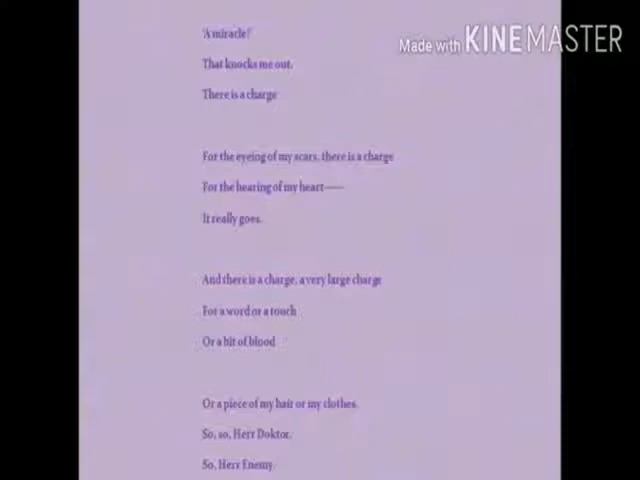 Made with KINEMASTER
'A miracle!'
That knocks me out.
There is a charge
For the eyeing of my scars, there is a charge
For the hearing of my heart——
It really goes.
And there is a charge, a very large charge
For a word or a touch
Or a bit of blood
Or a piece of my hair or my clothes.
So, so, Herr Doktor.
So, Herr Enemy.